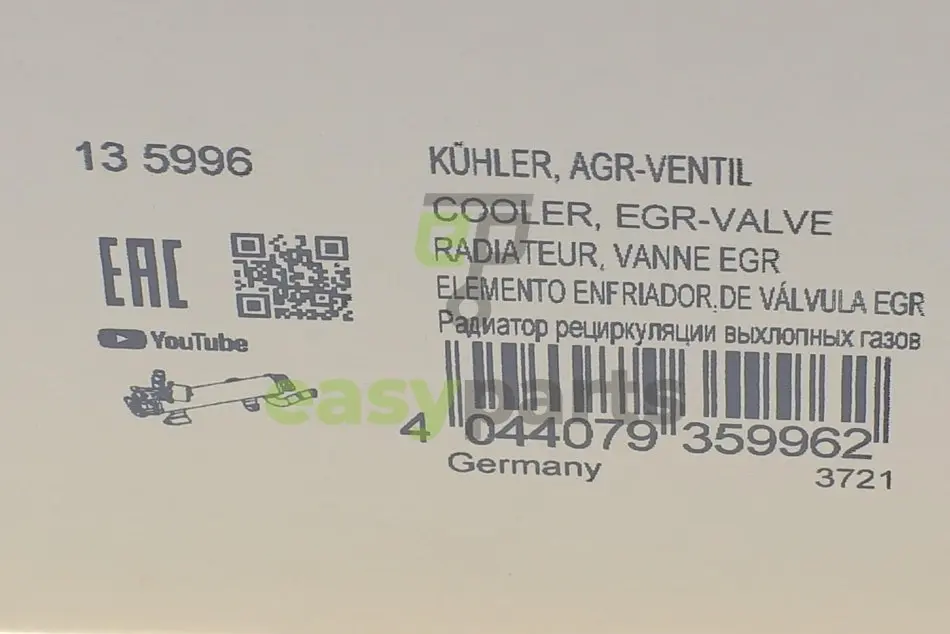 13 5996
EAC
YouTube
KÜHLER, AGR-VENTIL
COOLER, EGR-VALVE
RADIATEUR, VANNE EGR
ELEMENTO ENFRIADOR,DE VÁLVULA EGR
Радиатор рециркуляции выхлопных газов
easyparts
4 044079 359962
Germany
3721